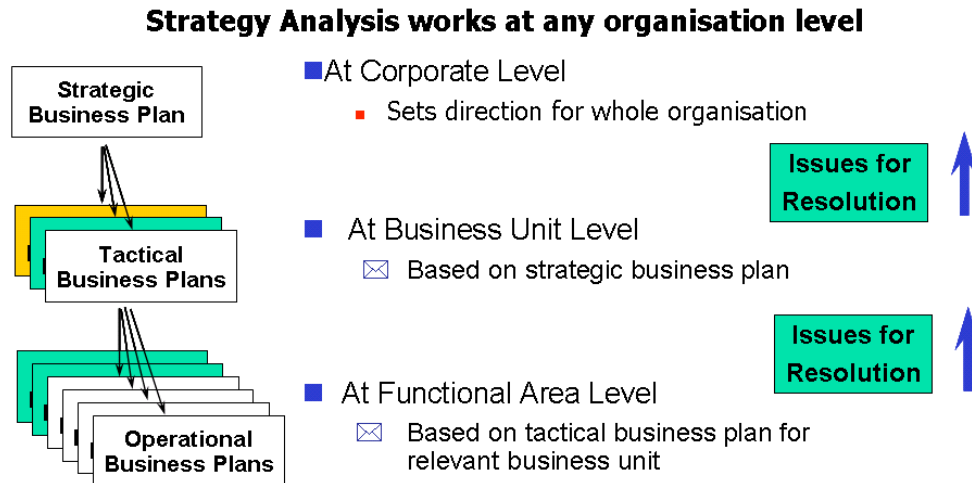 Strategy Analysis works at any organisation level
Strategic
Business Plan
At Corporate Level
Sets direction for whole organisation
Issues for
Resolution
Tactical
Business Plans
At Business Unit Level
Based on strategic business plan
Issues for
Resolution
Operational
Business Plans
At Functional Area Level
Based on tactical business plan for
relevant business unit